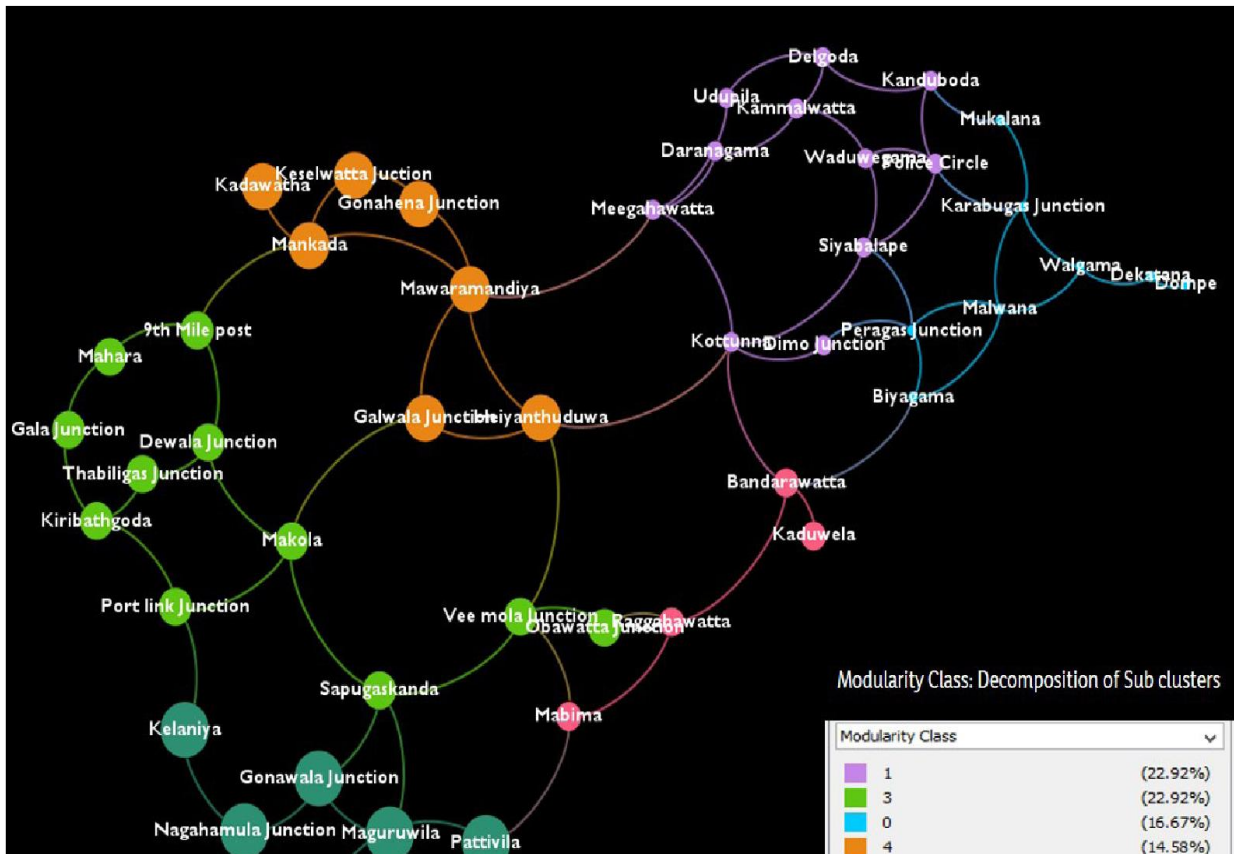 Delgoda
Kanduboda
Udupila
Kammalwatta
Mukalana
Daranagama
Waduwegama
Police Circle
Keselwatta Juction
Kadawatha
Gonahena Junction
Meegahawatta
Karabugas Junction
Mankada
Siyabalape
Walgama
Dekatana
Dompe
Mawaramandiya
Malwana
9th Mile post
Peragas Junction
Kottunna
Dimo Junction
Mahara
Biyagama
Galwala Junction
Gala Junction
Dewala Junction
Thabiligas Junction
Bandarawatta
Kiribathgoda
Kaduwela
Makola
Port link Junction
Vee mola Junction
Obawatta Junction
Raggahawatta
Sapugaskanda
Modularity Class: Decomposition of Sub clusters
Mabima
Kelaniya
Modularity Class
Gonawala Junction
1 (22.92%)
3 (22.92%)
Nagahamula Junction
Maguruwila
Pattivila
0 (16.67%)
4 (14.58%)